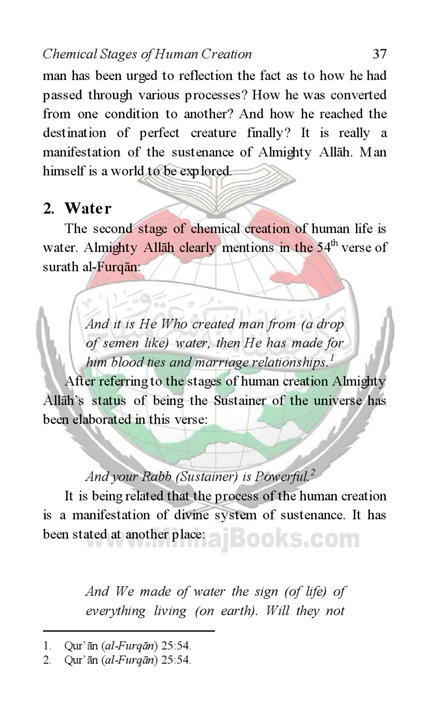 Chemical Stages of Human Creation 37
man has been urged to reflection the fact as to how he had
passed through various processes? How he was converted
from one condition to another? And how he reached the
destination of perfect creature finally? It is really a
manifestation of the sustenance of Almighty Allāh. Man
himself is a world to be explored.
2. Water
The second stage of chemical creation of human life is
water. Almighty Allāh clearly mentions in the 54th verse of
surath al-Furqān:
And it is He Who created man from (a drop
of semen like) water, then He has made for
him blood ties and marriage relationships.1
After referring to the stages of human creation Almighty
Allāh's status of being the Sustainer of the universe has
been elaborated in this verse:
And your Rabb (Sustainer) is Powerful.2
It is being related that the process of the human creation
is a manifestation of divine system of sustenance. It has
been stated at another place:
www.MinhajBooks.com
And We made of water the sign (of life) of
everything living (on earth). Will they not
1. Qur'ān (al-Furqān) 25:54.
2. Qur'ān (al-Furqān) 25:54.